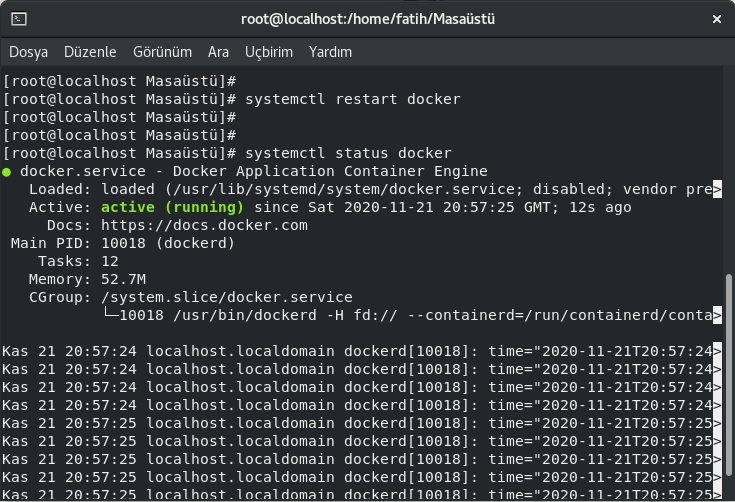 root@localhost:/home/fatih/Masaüstü
Dosya Düzenle Görünüm Ara Uçbirim Yardım
[root@localhost Masaüstü]#
[root@localhost Masaüstü]# systemctl restart docker
[root@localhost Masaüstü]#
[root@localhost Masaüstü]#
[root@localhost Masaüstü]# systemctl status docker
● docker.service - Docker Application Container Engine
   Loaded: loaded (/usr/lib/systemd/system/docker.service; disabled; vendor pre>
   Active: active (running) since Sat 2020-11-21 20:57:25 GMT; 12s ago
     Docs: https://docs.docker.com
 Main PID: 10018 (dockerd)
    Tasks: 12
   Memory: 52.7M
   CGroup: /system.slice/docker.service
           └─10018 /usr/bin/dockerd -H fd:// --containerd=/run/containerd/conta>
Kas 21 20:57:24 localhost.localdomain dockerd[10018]: time="2020-11-21T20:57:24>
Kas 21 20:57:24 localhost.localdomain dockerd[10018]: time="2020-11-21T20:57:24>
Kas 21 20:57:24 localhost.localdomain dockerd[10018]: time="2020-11-21T20:57:24>
Kas 21 20:57:24 localhost.localdomain dockerd[10018]: time="2020-11-21T20:57:24>
Kas 21 20:57:25 localhost.localdomain dockerd[10018]: time="2020-11-21T20:57:25>
Kas 21 20:57:25 localhost.localdomain dockerd[10018]: time="2020-11-21T20:57:25>
Kas 21 20:57:25 localhost.localdomain dockerd[10018]: time="2020-11-21T20:57:25>
Kas 21 20:57:25 localhost.localdomain dockerd[10018]: time="2020-11-21T20:57:25>
Kas 21 20:57:25 localhost.localdomain dockerd[10018]: time="2020-11-21T20:57:25>